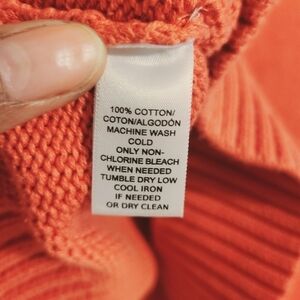 100% COTTON/
COTON/ALGODÓN
MACHINE WASH
COLD
ONLY NON-
CHLORINE BLEACH
WHEN NEEDED
TUMBLE DRY LOW
COOL IRON
IF NEEDED
OR DRY CLEAN